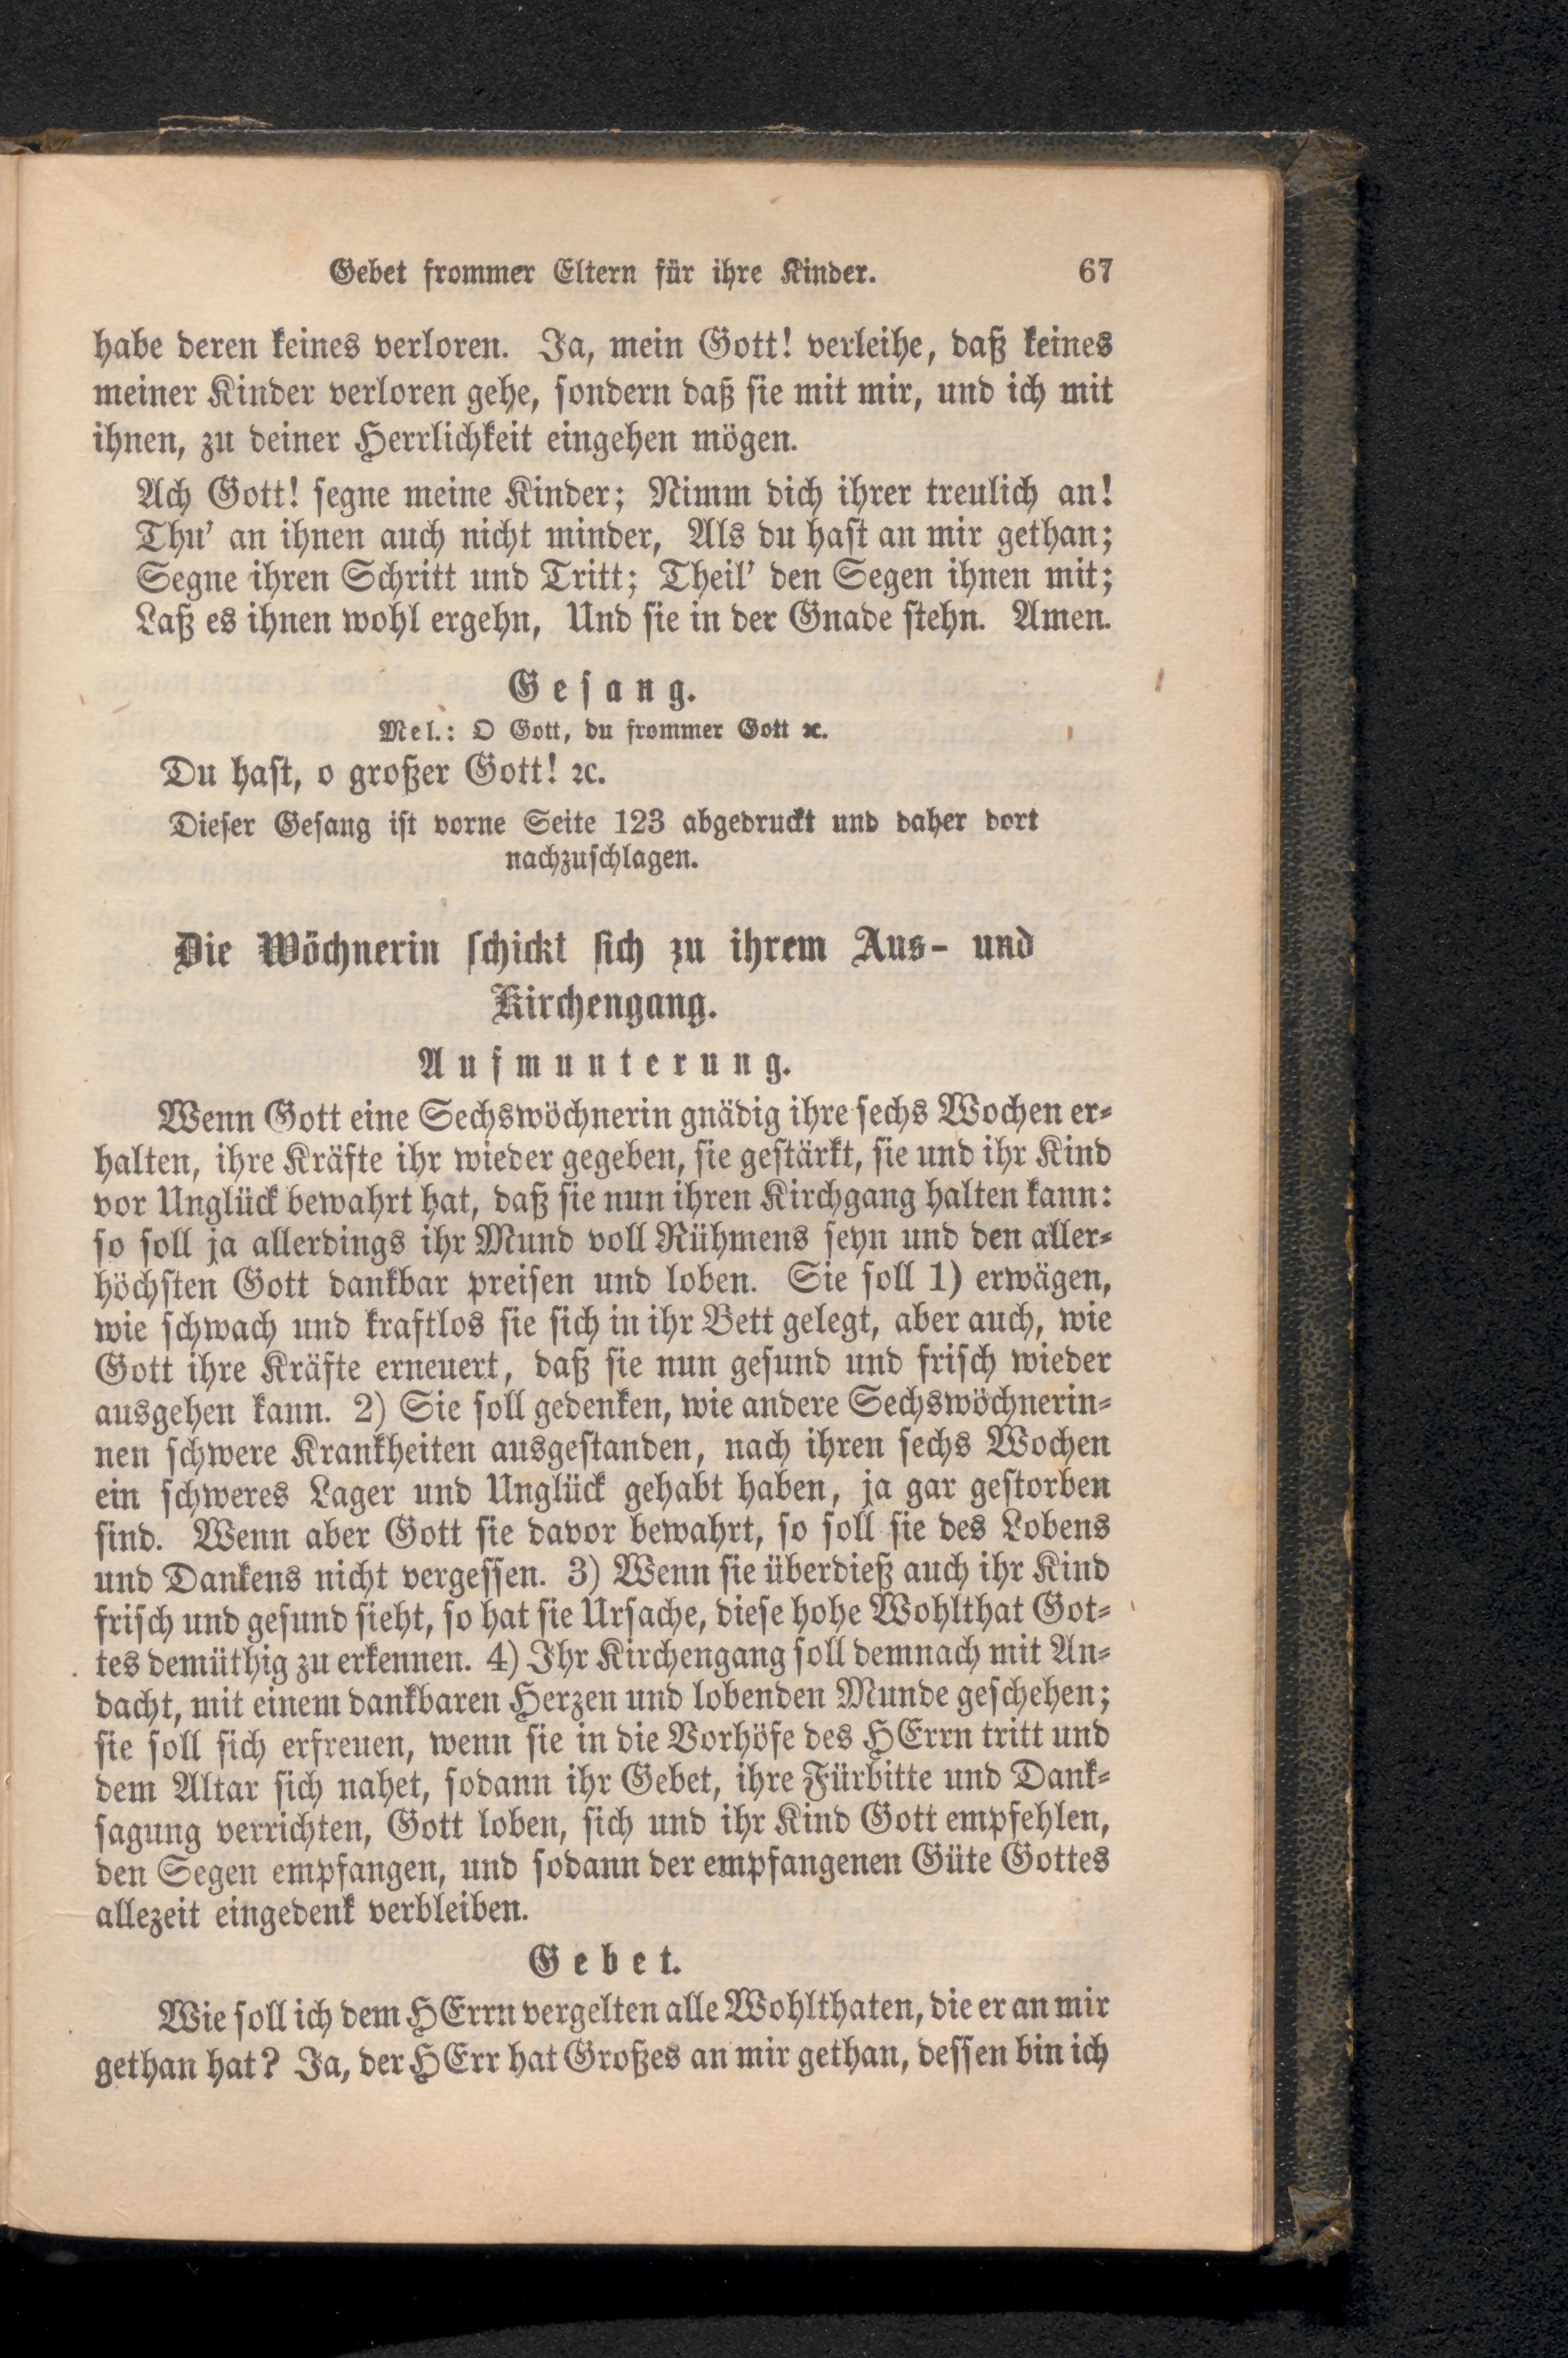 Gebet frommer Eltern für ihre Kinder. 67
habe deren keines verloren. Ja, mein Gott! verleihe, daß keines
meiner Kinder verloren gehe, sondern daß sie mit mir, und ich mit
ihnen, zu deiner Herrlichkeit eingehen mögen.
Ach Gott! segne meine Kinder; Nimm dich ihrer treulich an!
Thu' an ihnen auch nicht minder, Als du hast an mir gethan;
Segne ihren Schritt und Tritt; Theil' den Segen ihnen mit;
Laß es ihnen wohl ergehn, Und sie in der Gnade stehn. Amen.
Gesang.
Mel.: O Gott, du frommer Gott ꝛc.
Du hast, o großer Gott! ꝛc.
Dieser Gesang ist vorne Seite 123 abgedruckt und daher dort
nachzuschlagen.
Die Wöchnerin schickt sich zu ihrem Aus- und
Kirchengang.
Aufmunterung.
Wenn Gott eine Sechswöchnerin gnädig ihre sechs Wochen er-
halten, ihre Kräfte ihr wieder gegeben, sie gestärkt, sie und ihr Kind
vor Unglück bewahrt hat, daß sie nun ihren Kirchgang halten kann:
so soll ja allerdings ihr Mund voll Rühmens seyn und den aller-
höchsten Gott dankbar preisen und loben. Sie soll 1) erwägen,
wie schwach und kraftlos sie sich in ihr Bett gelegt, aber auch, wie
Gott ihre Kräfte erneuert, daß sie nun gesund und frisch wieder
ausgehen kann. 2) Sie soll gedenken, wie andere Sechswöchnerin-
nen schwere Krankheiten ausgestanden, nach ihren sechs Wochen
ein schweres Lager und Unglück gehabt haben, ja gar gestorben
sind. Wenn aber Gott sie davor bewahrt, so soll sie des Lobens
und Dankens nicht vergessen. 3) Wenn sie überdieß auch ihr Kind
frisch und gesund sieht, so hat sie Ursache, diese hohe Wohlthat Got-
tes demüthig zu erkennen. 4) Ihr Kirchengang soll demnach mit An-
dacht, mit einem dankbaren Herzen und lobenden Munde geschehen;
sie soll sich erfreuen, wenn sie in die Vorhöfe des HErrn tritt und
dem Altar sich nahet, sodann ihr Gebet, ihre Fürbitte und Dank-
sagung verrichten, Gott loben, sich und ihr Kind Gott empfehlen,
den Segen empfangen, und sodann der empfangenen Güte Gottes
allezeit eingedenk verbleiben.
Gebet.
Wie soll ich dem HErrn vergelten alle Wohlthaten, die er an mir
gethan hat? Ja, der HErr hat Großes an mir gethan, dessen bin ich